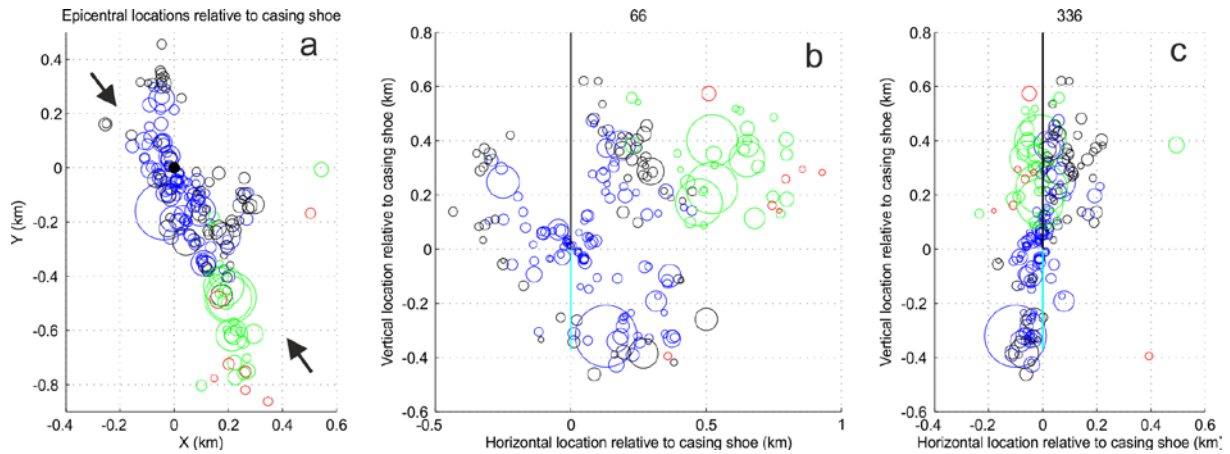 Epicentral locations relative to casing shoe
a
0.4
0.2
0
-0.2
-0.4
-0.6
-0.8
Y (km)
-0.4 -0.2 0 0.2 0.4 0.6
X (km)
66
b
0.8
0.6
0.4
0.2
0
-0.2
-0.4
-0.6
Vertical location relative to casing shoe (km)
-0.5 0 0.5 1
Horizontal location relative to casing shoe (km)
336
c
0.8
0.6
0.4
0.2
0
-0.2
-0.4
-0.6
Vertical location relative to casing shoe (km)
-0.4 -0.2 0 0.2 0.4 0.6
Horizontal location relative to casing shoe (km)